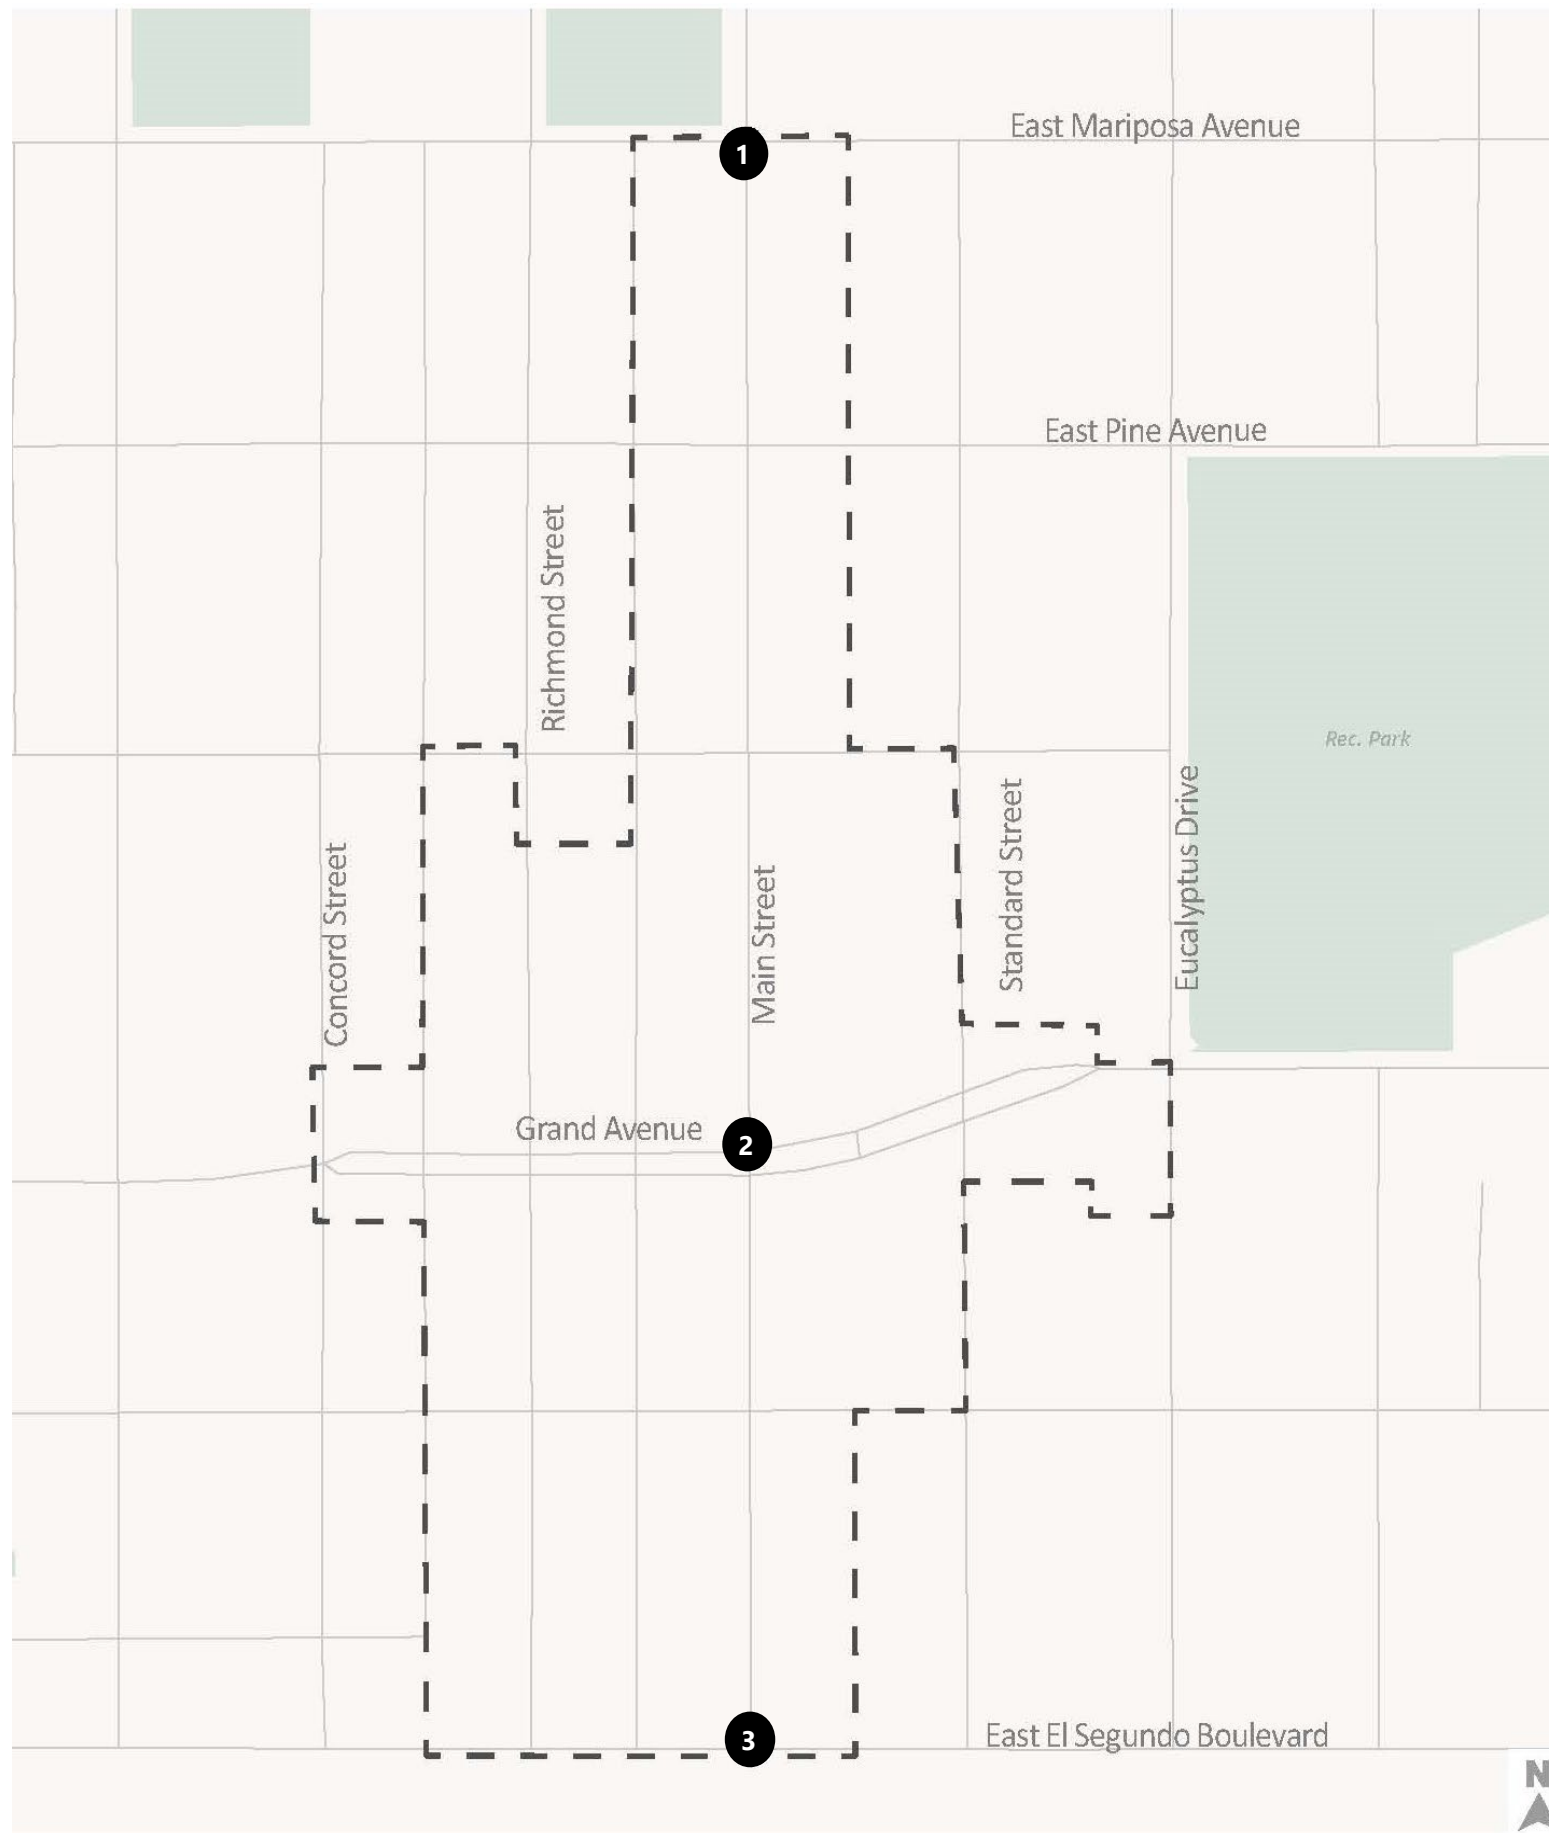 East Mariposa Avenue
1
East Pine Avenue
Richmond Street
Rec. Park
Concord Street
Main Street
Standard Street
Eucalyptus Drive
Grand Avenue
2
3
East El Segundo Boulevard
N